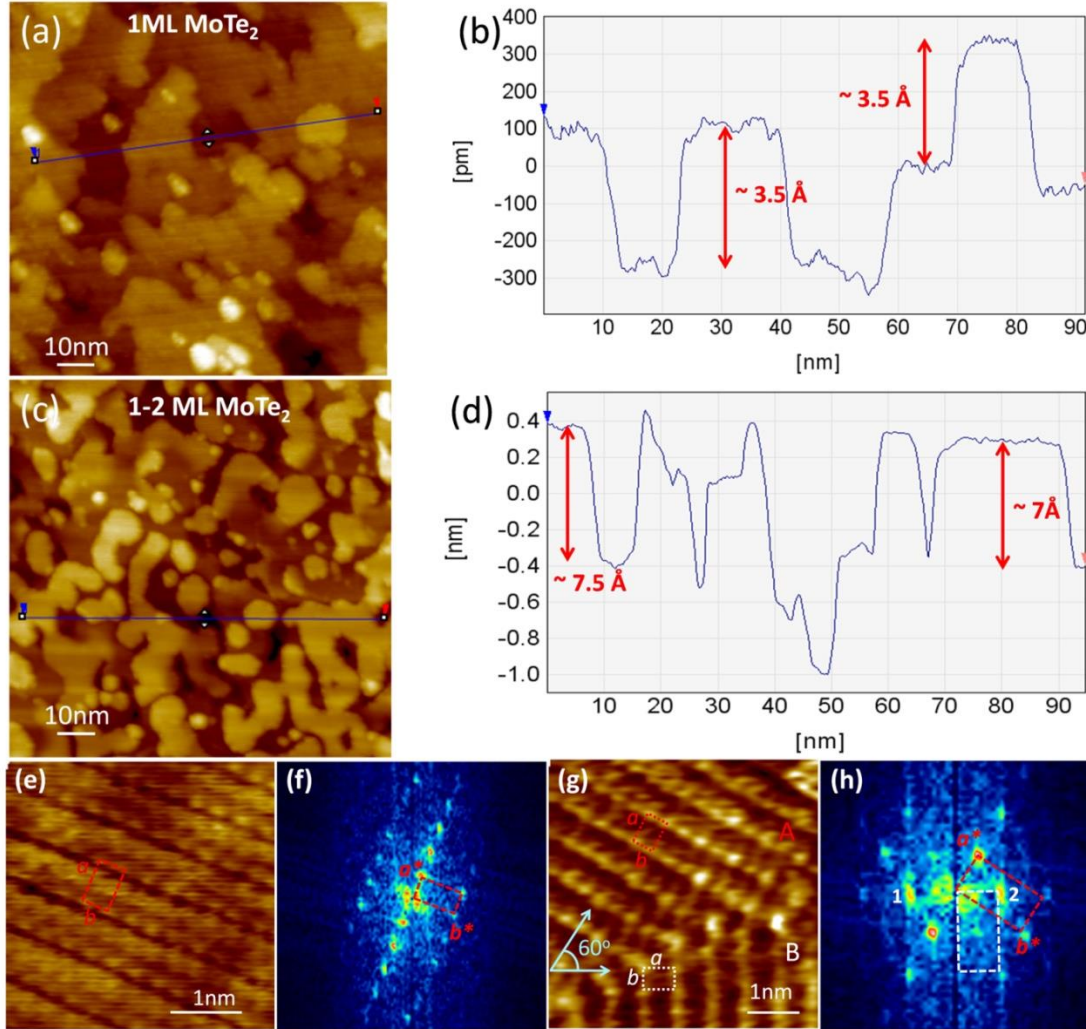 (a)
1ML MoTe₂
10nm
(b)
400
300
200
100
0
-100
-200
-300
[pm]
~ 3.5 Å
~ 3.5 Å
10 20 30 40 50 60 70 80 90
[nm]
(c)
1-2 ML MoTe₂
10nm
(d)
0.4
0.2
0.0
-0.2
-0.4
-0.6
-0.8
-1.0
[nm]
~ 7.5 Å
~ 7Å
10 20 30 40 50 60 70 80 90
[nm]
(e)
a
b
1nm
(f)
a*
b*
(g)
a
b
A
60°
B
a
b
1nm
(h)
a*
1 2
b*